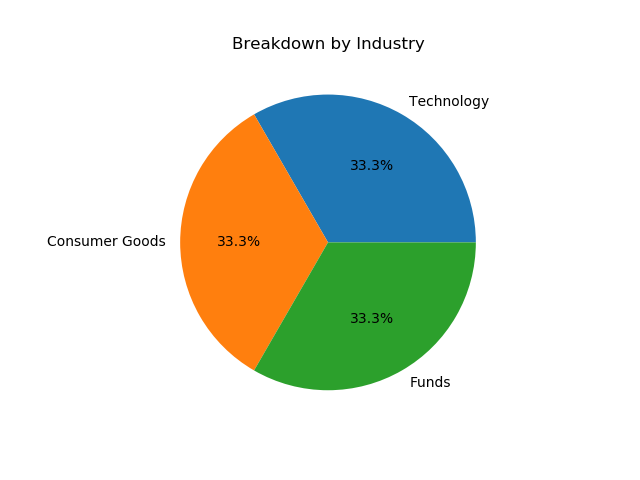 Breakdown by Industry
Technology
33.3%
Consumer Goods
33.3%
33.3%
Funds